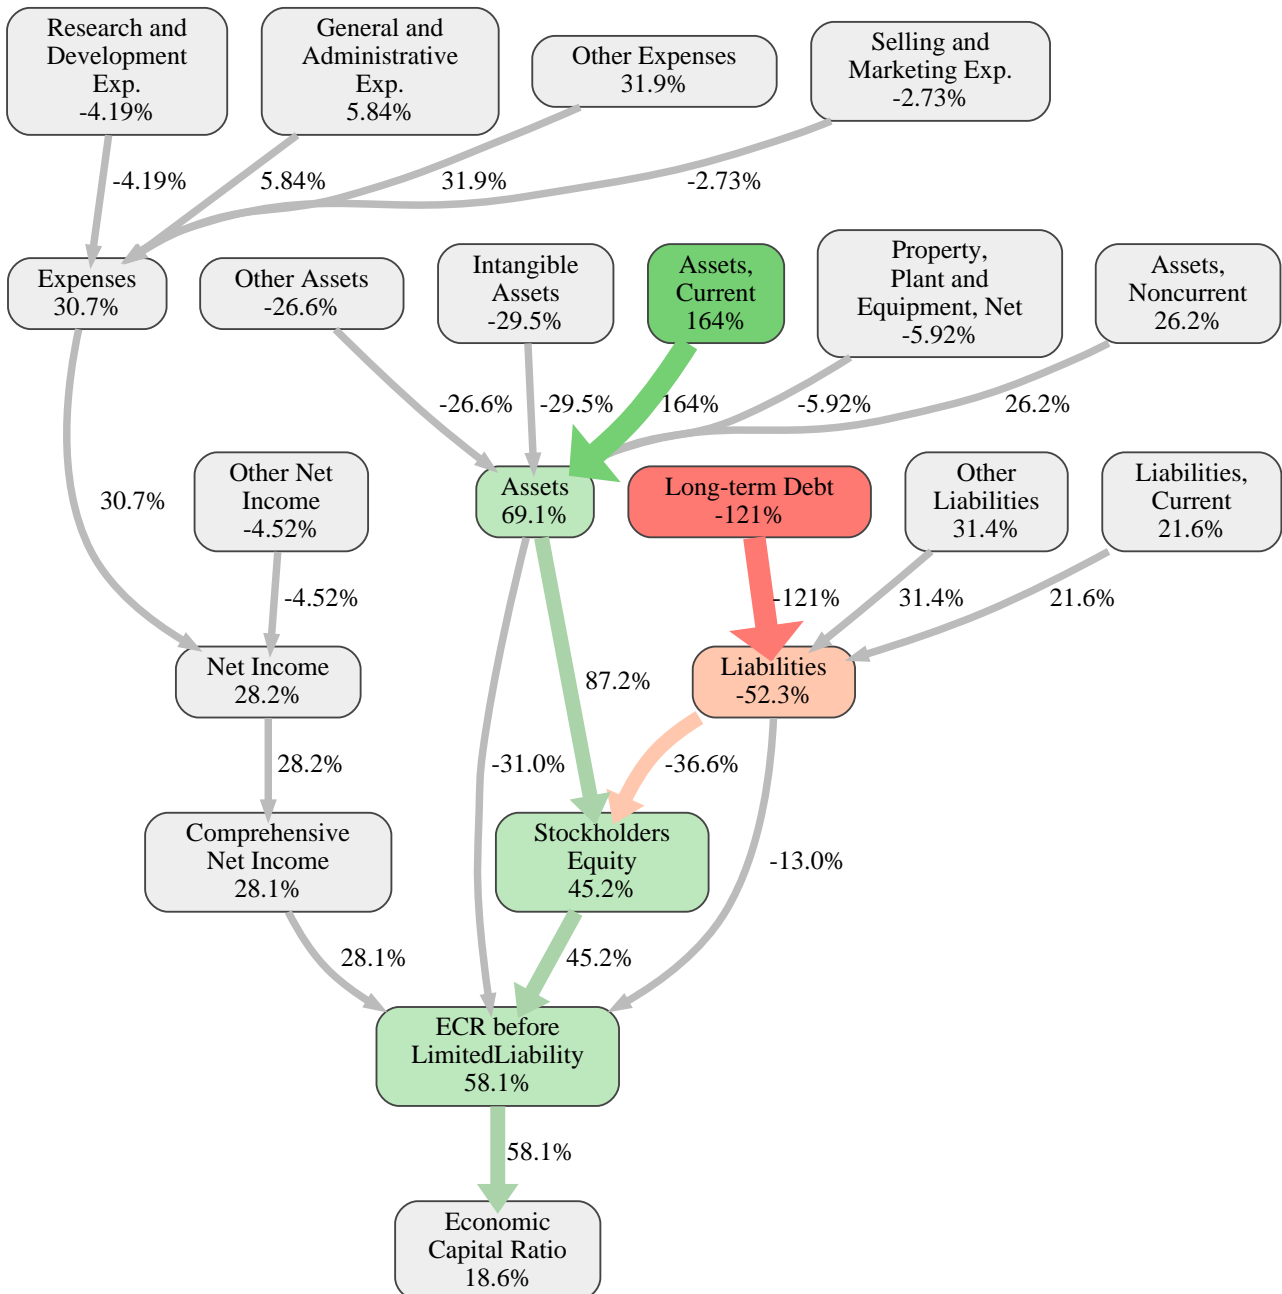 Research and
Development
Exp.
-4.19%
General and
Administrative
Exp.
5.84%
Other Expenses
31.9%
Selling and
Marketing Exp.
-2.73%
-4.19%
5.84%
31.9%
-2.73%
Expenses
30.7%
Other Assets
-26.6%
Intangible
Assets
-29.5%
Assets,
Current
164%
Property,
Plant and
Equipment, Net
-5.92%
Assets,
Noncurrent
26.2%
-26.6%
-29.5%
164%
-5.92%
26.2%
30.7%
Other Net
Income
-4.52%
Assets
69.1%
Long-term Debt
-121%
Other
Liabilities
31.4%
Liabilities,
Current
21.6%
-4.52%
-121%
31.4%
21.6%
Net Income
28.2%
87.2%
Liabilities
-52.3%
28.2%
-31.0%
-36.6%
-13.0%
Comprehensive
Net Income
28.1%
Stockholders
Equity
45.2%
28.1%
45.2%
ECR before
LimitedLiability
58.1%
58.1%
Economic
Capital Ratio
18.6%